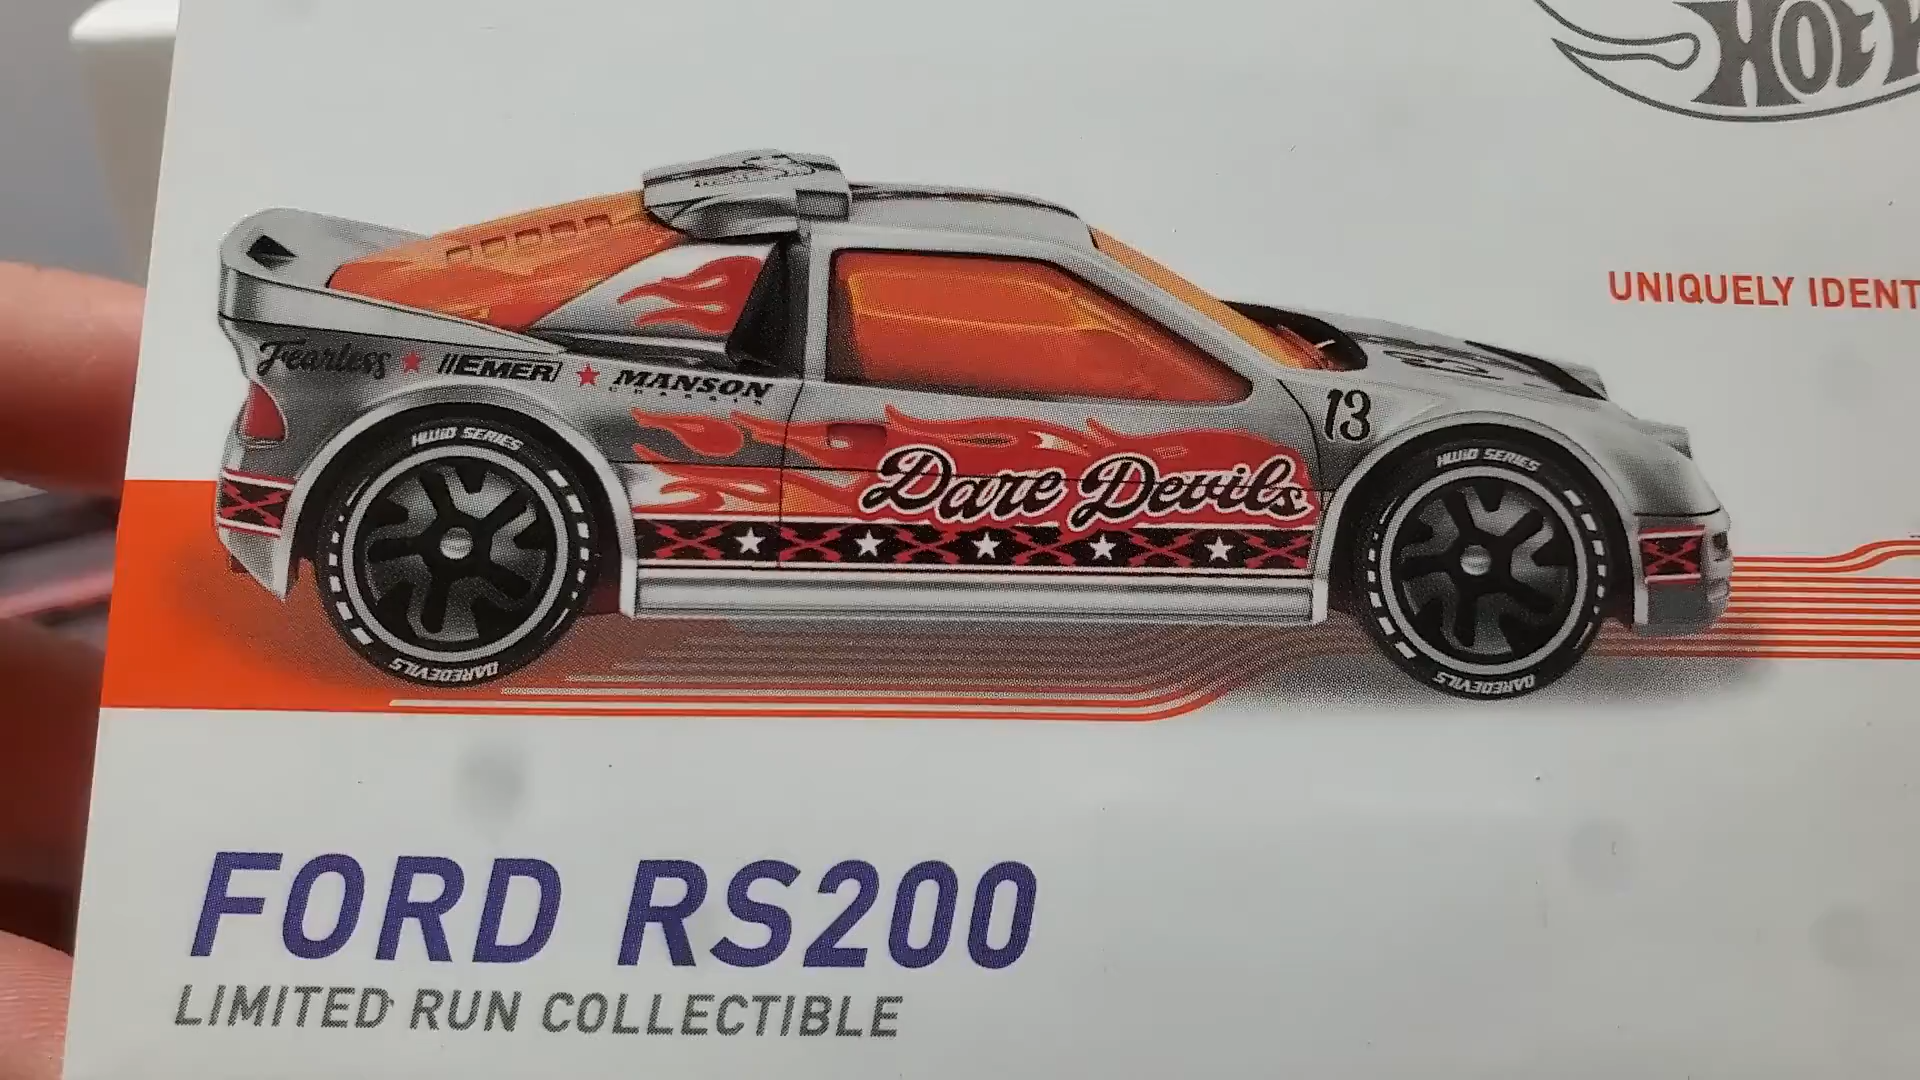 HOT
UNIQUELY IDENT
Fearless EMER MANSON
13
HWiD SERIES
HWiD SERIES
Dare Devils
DAREDEVILS
DAREDEVILS
FORD RS200
LIMITED RUN COLLECTIBLE